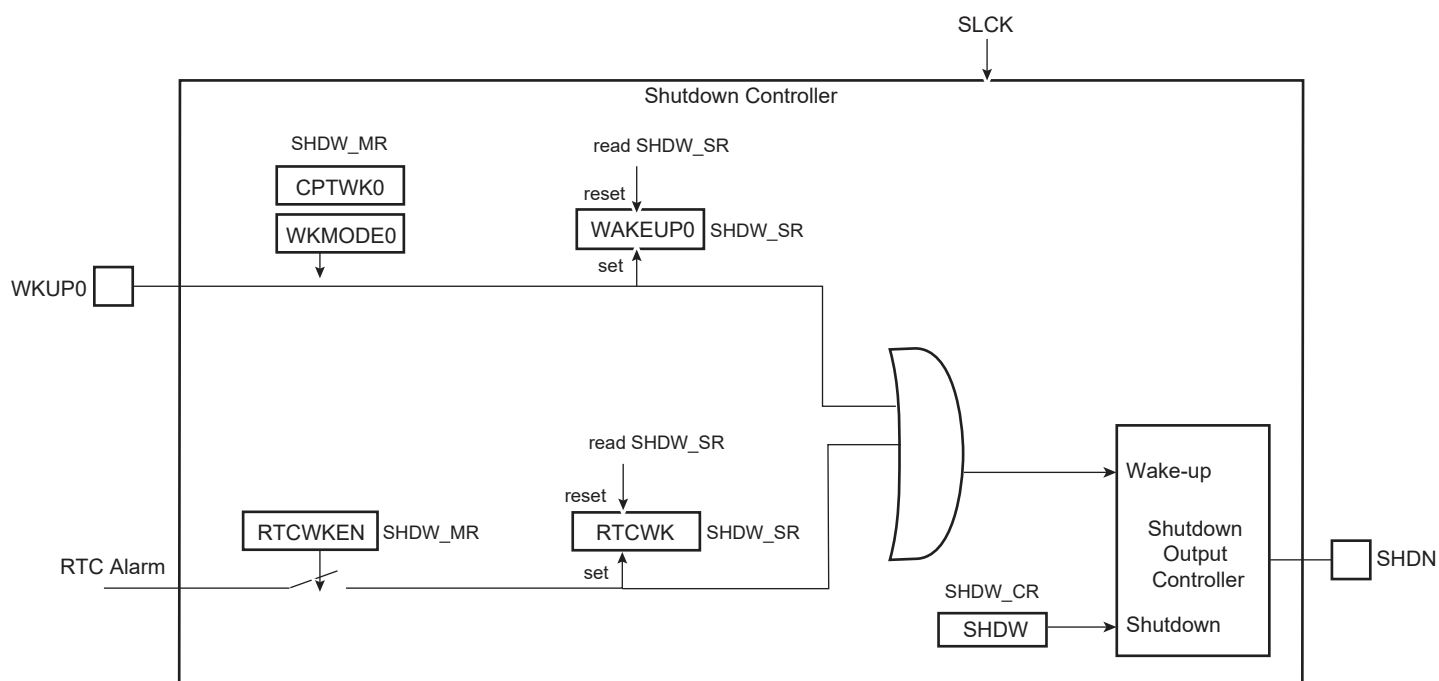 SLCK
Shutdown Controller
SHDW_MR
CPTWK0
WKMODE0
read SHDW_SR
reset
WAKEUP0
SHDW_SR
set
WKUP0
read SHDW_SR
reset
RTCWKEN
SHDW_MR
RTCWK
SHDW_SR
set
RTC Alarm
Wake-up
Shutdown
Output
Controller
SHDN
SHDW_CR
SHDW
Shutdown